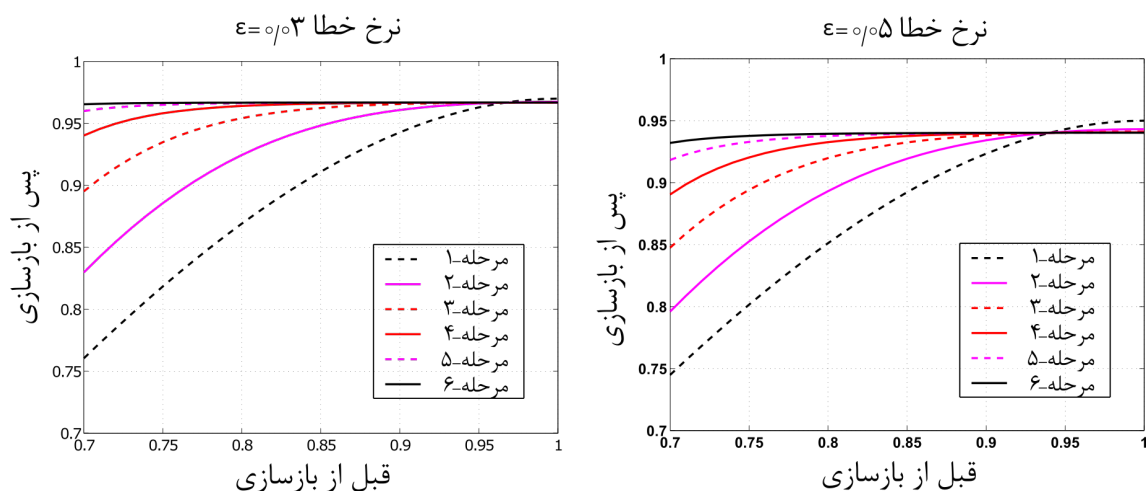 نرخ خطا ε=۰/۰۳
1
0.95
0.9
0.85
0.8
0.75
0.7
پس از بازسازی
مرحله-۱
مرحله-۲
مرحله-۳
مرحله-۴
مرحله-۵
مرحله-۶
0.7 0.75 0.8 0.85 0.9 0.95 1
قبل از بازسازی
نرخ خطا ε=۰/۰۵
1
0.95
0.9
0.85
0.8
0.75
0.7
پس از بازسازی
مرحله-۱
مرحله-۲
مرحله-۳
مرحله-۴
مرحله-۵
مرحله-۶
0.7 0.75 0.8 0.85 0.9 0.95 1
قبل از بازسازی